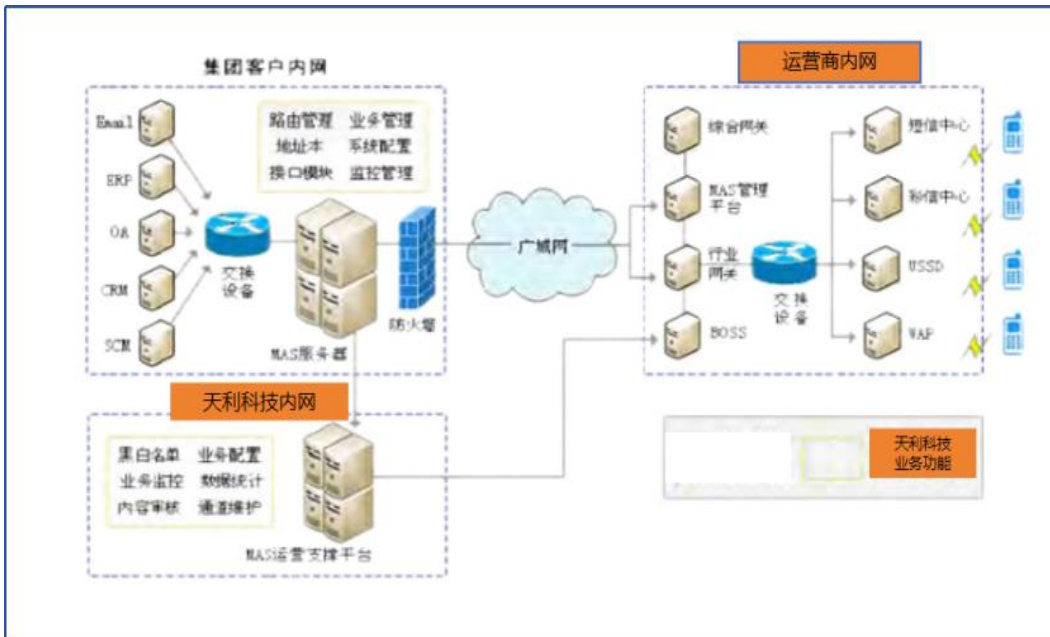 集团客户内网
运营商内网
Email
ERP
OA
CRM
SCM
交换
设备
路由管理 业务管理
地址本 系统配置
接口模块 监控管理
MAS服务器
防火墙
广域网
综合网关
MAS管理
平台
行业
网关
BOSS
交换
设备
短信中心
彩信中心
USSD
WAP
天利科技内网
黑白名单 业务配置
业务监控 数据统计
内容审核 通道维护
MAS运营支撑平台
天利科技
业务功能